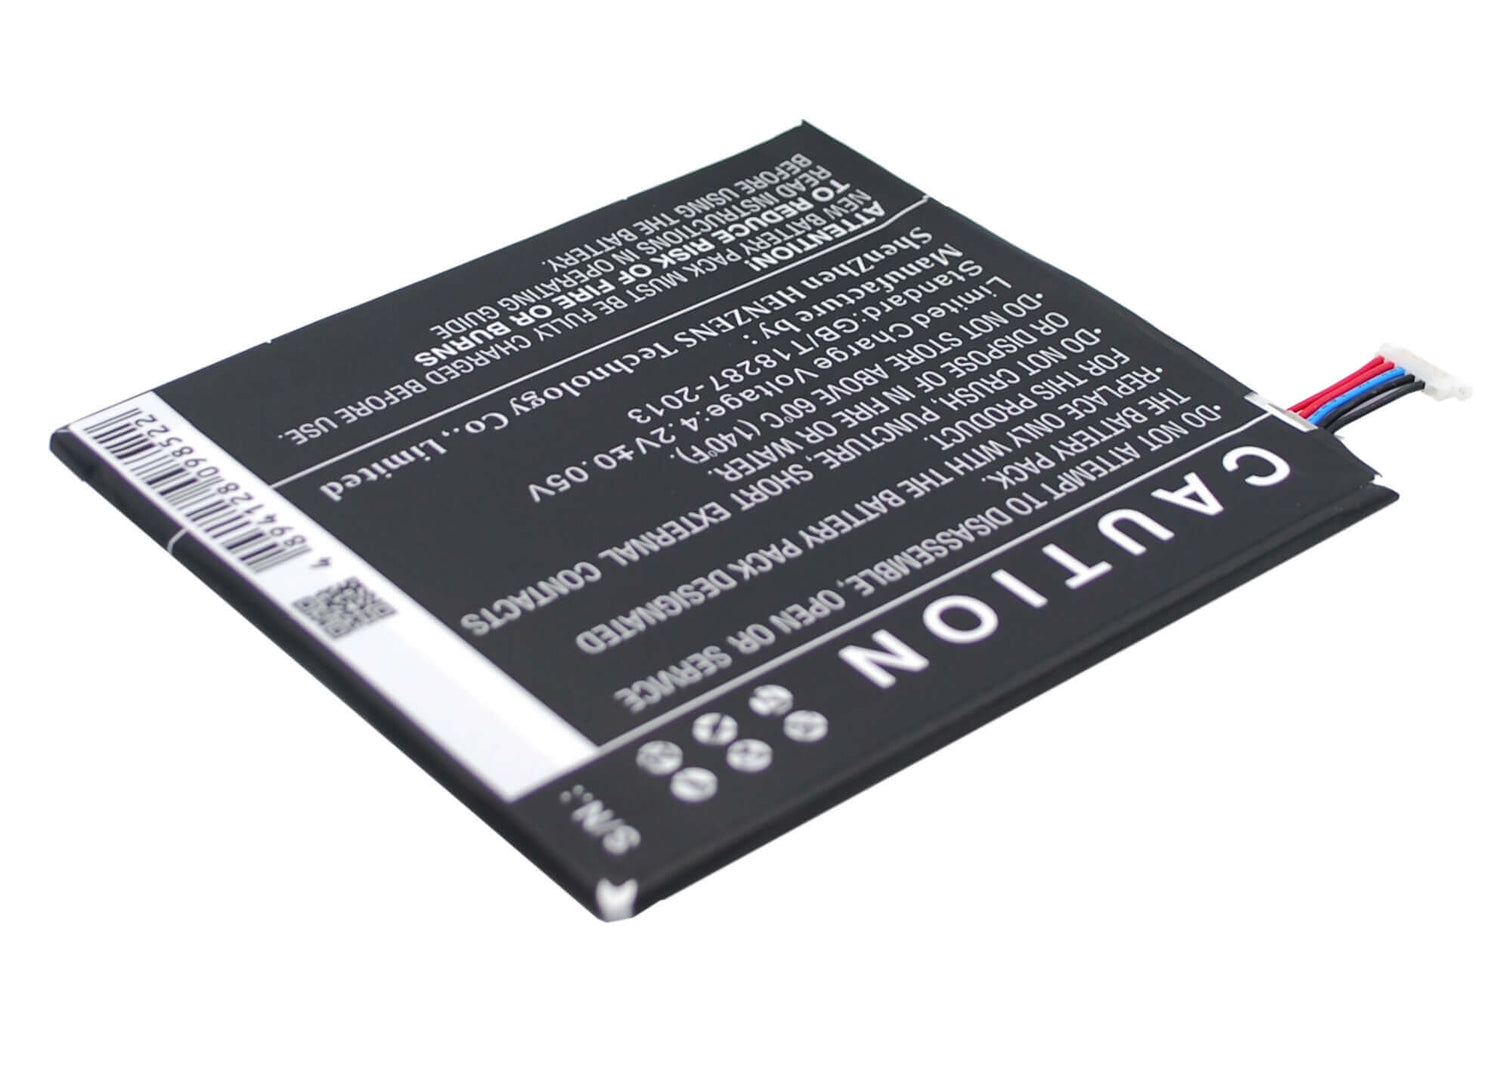 CAUTION
·DO NOT ATTEMPT TO DISASSEMBLE, OPEN OR SERVICE
THE BATTERY PACK.
·REPLACE ONLY WITH THE BATTERY PACK DESIGNATED
FOR THIS PRODUCT.
·DO NOT CRUSH, PUNCTURE, SHORT EXTERNAL CONTACTS
OR DISPOSE OF IN FIRE OR WATER.
·DO NOT STORE ABOVE 60℃ (140℉).
Limited Charge Voltage:4.2V±0.05V
Standard:GB/T18287-2013
Manufacture by:
ShenZhen HENZENS Technology Co., Limited
ATTENTION!
NEW BATTERY PACK MUST BE FULLY CHARGED BEFORE USE.
TO REDUCE RISK OF FIRE OR BURNS
READ INSTRUCTIONS IN OPERATING GUIDE
BEFORE USING THE BATTERY.
S/N.:
4 894128 098522